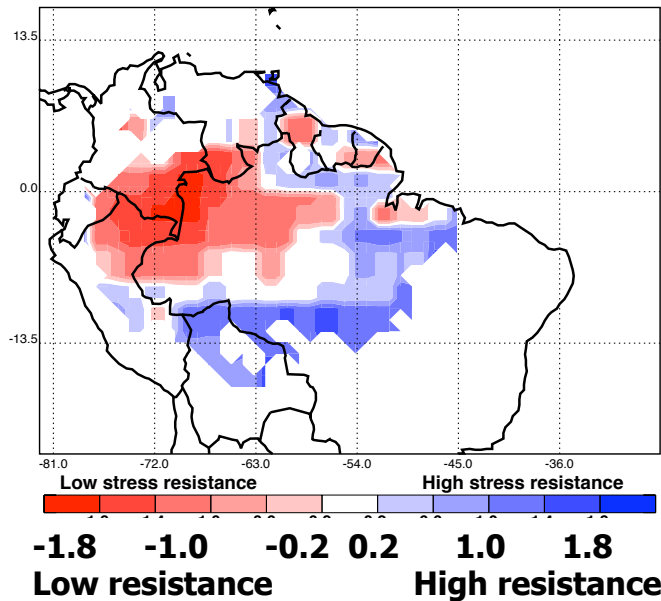 13.5
0.0
-13.5
-81.0 -72.0 -63.0 -54.0 -45.0 -36.0
Low stress resistance High stress resistance
-1.8 -1.0 -0.2 0.2 1.0 1.8
Low resistance High resistance